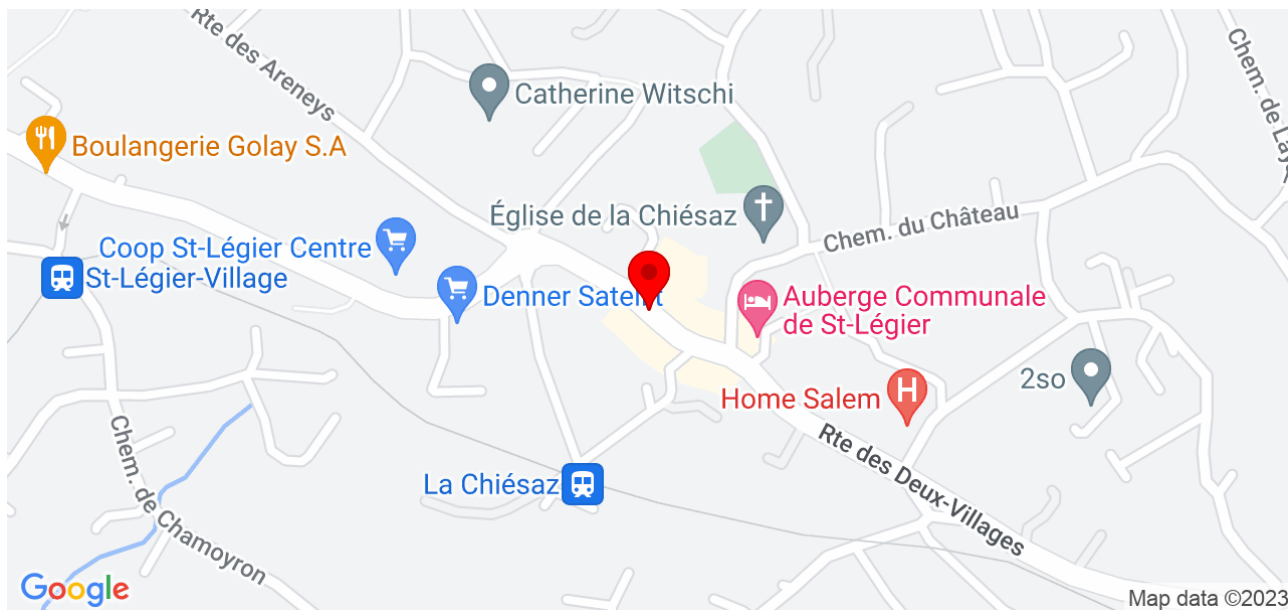 Rte des Areneys
Catherine Witschi
Boulangerie Golay S.A
Chem. de
Église de la Chiésaz
Chem. du Château
Coop St-Légier Centre
St-Légier-Village
Denner Satellit
Auberge Communale
de St-Légier
2so
Home Salem
H
Rte des Deux-Villages
La Chiésaz
Chem. de Chamoyron
Google
Map data ©2023